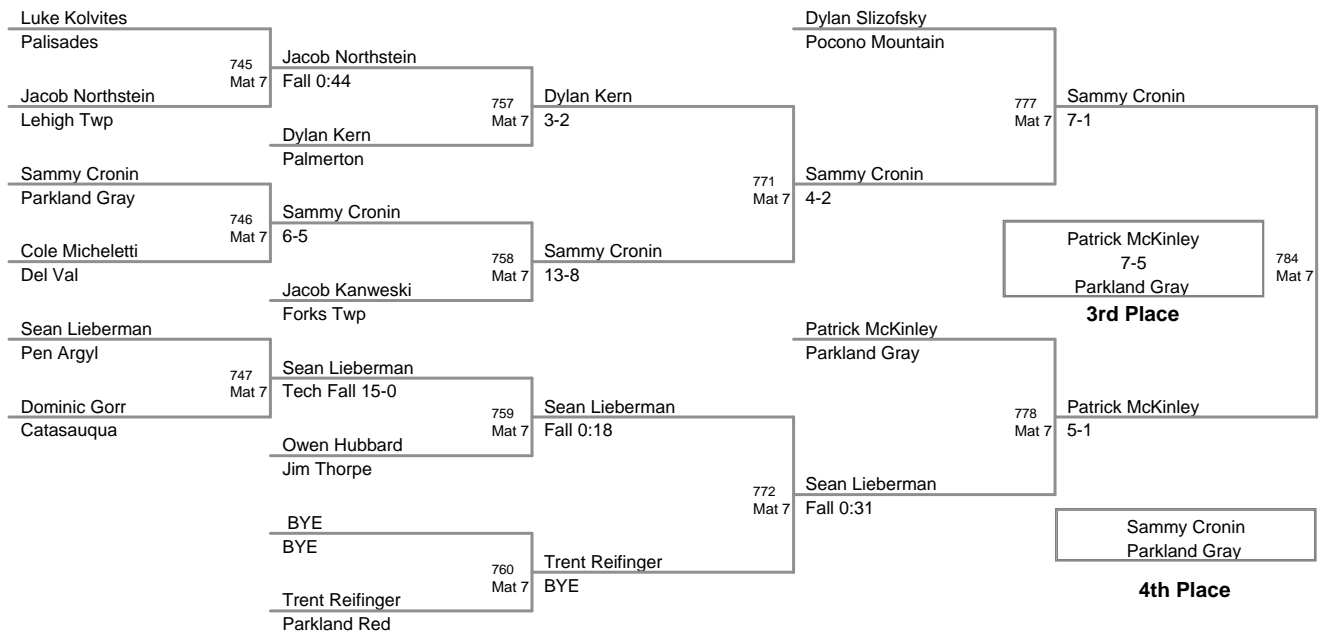 Luke Kolvites
Palisades
745
Mat 7
Jacob Northstein
Lehigh Twp
Jacob Northstein
Fall 0:44
757
Mat 7
Dylan Kern
Palmerton
Dylan Kern
3-2
Sammy Cronin
Parkland Gray
746
Mat 7
Cole Micheletti
Del Val
Sammy Cronin
6-5
758
Mat 7
Jacob Kanweski
Forks Twp
Sammy Cronin
13-8
771
Mat 7
Sammy Cronin
4-2
Dylan Slizofsky
Pocono Mountain
777
Mat 7
Sammy Cronin
7-1
Sean Lieberman
Pen Argyl
747
Mat 7
Dominic Gorr
Catasauqua
Sean Lieberman
Tech Fall 15-0
759
Mat 7
Owen Hubbard
Jim Thorpe
Sean Lieberman
Fall 0:18
BYE
BYE
760
Mat 7
Trent Reifinger
Parkland Red
Trent Reifinger
BYE
772
Mat 7
Sean Lieberman
Fall 0:31
Patrick McKinley
Parkland Gray
778
Mat 7
Patrick McKinley
5-1
784
Mat 7
Patrick McKinley
7-5
Parkland Gray
3rd Place
Sammy Cronin
Parkland Gray
4th Place